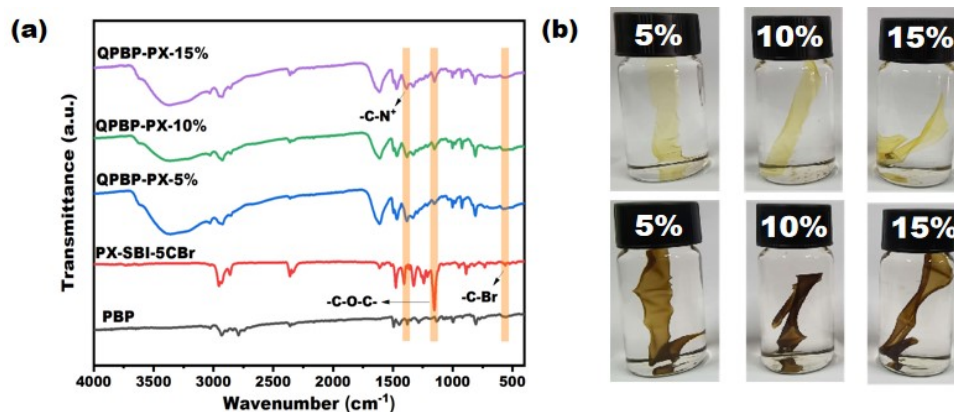 (a)
QPBP-PX-15%
-C-N⁺
QPBP-PX-10%
QPBP-PX-5%
PX-SBI-5CBr
-C-O-C-
-C-Br
PBP
Transmittance (a.u.)
4000 3500 3000 2500 2000 1500 1000 500
Wavenumber (cm⁻¹)
(b)
5% 10% 15%
5% 10% 15%